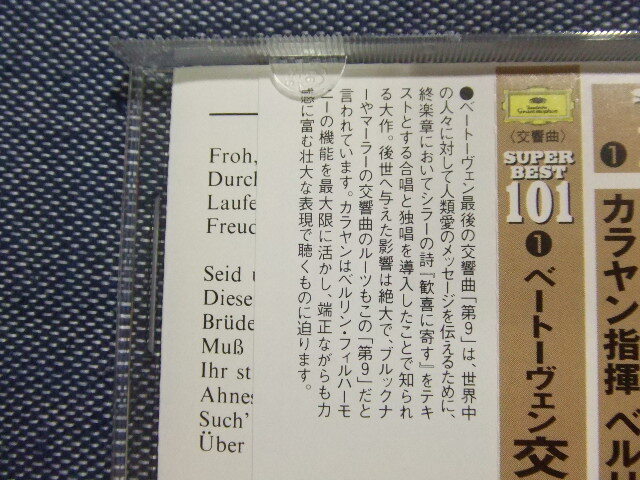 Froh,
Durch
Laufe
Freud
Seid
Diese
Brüde
Muß
Ihr st
Ahnes
Such'
Über
●ベートーヴェン最後の交響曲「第9」は、世界中
の人々に対して人類愛のメッセージを伝えるために、
終楽章においてシラーの詩『歓喜に寄す』をテキ
ストとする合唱と独唱を導入したことで知られ
る大作。後世へ与えた影響は絶大で、ブルックナ
ーやマーラーの交響曲のルーツもこの「第9」だと
言われています。カラヤンはベルリン・フィルハーモ
ニーの機能を最大限に活かし、端正ながらも力
感に富む壮大な表現で聴くものに迫ります。
Deutsche
Grammophon
〈交響曲〉
SUPER
BEST
101
❶ベートーヴェン 交
❶
カラヤン指揮 ベルリ